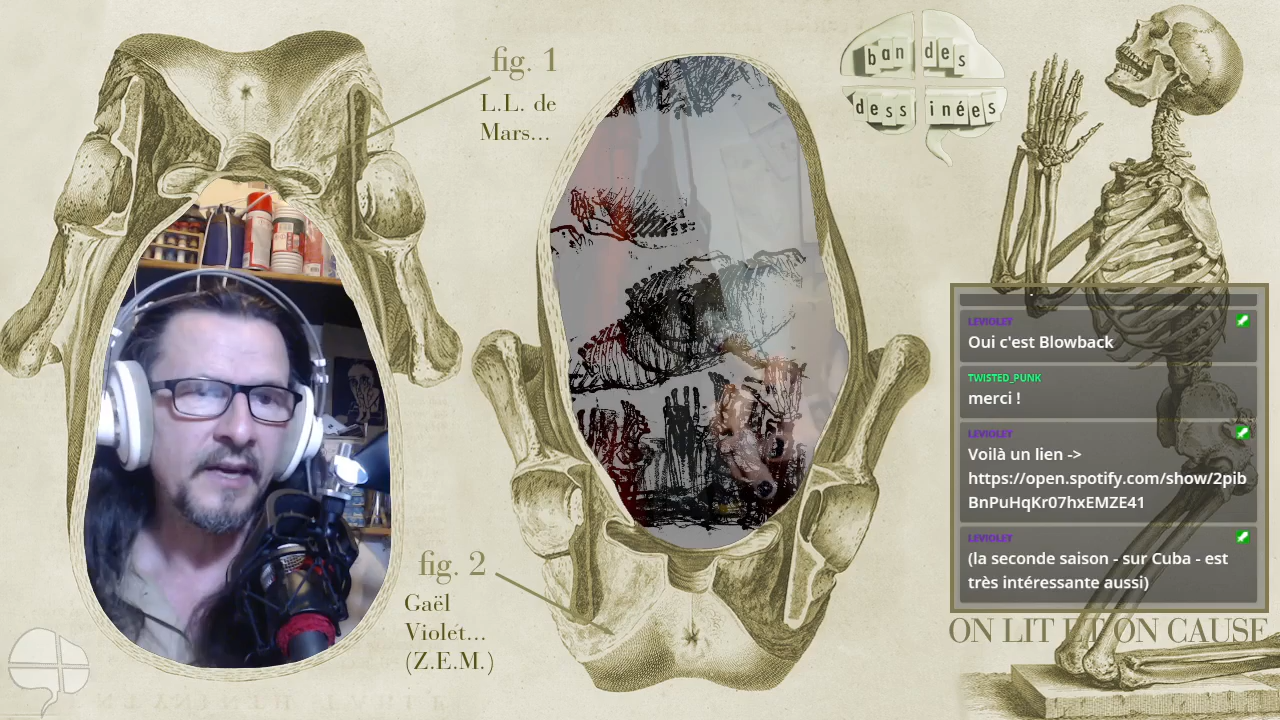 fig. 1
L.L. de
Mars...
ban des
dess inées
LEVIOLET
Oui c'est Blowback
TWISTED_PUNK
merci !
LEVIOLET
Voilà un lien ->
https://open.spotify.com/show/2pib
BnPuHqKr07hxEMZE41
LEVIOLET
(la seconde saison - sur Cuba - est
très intéressante aussi)
fig. 2
Gaël
Violet...
(Z.E.M.)
ON LIT ET ON CAUSE